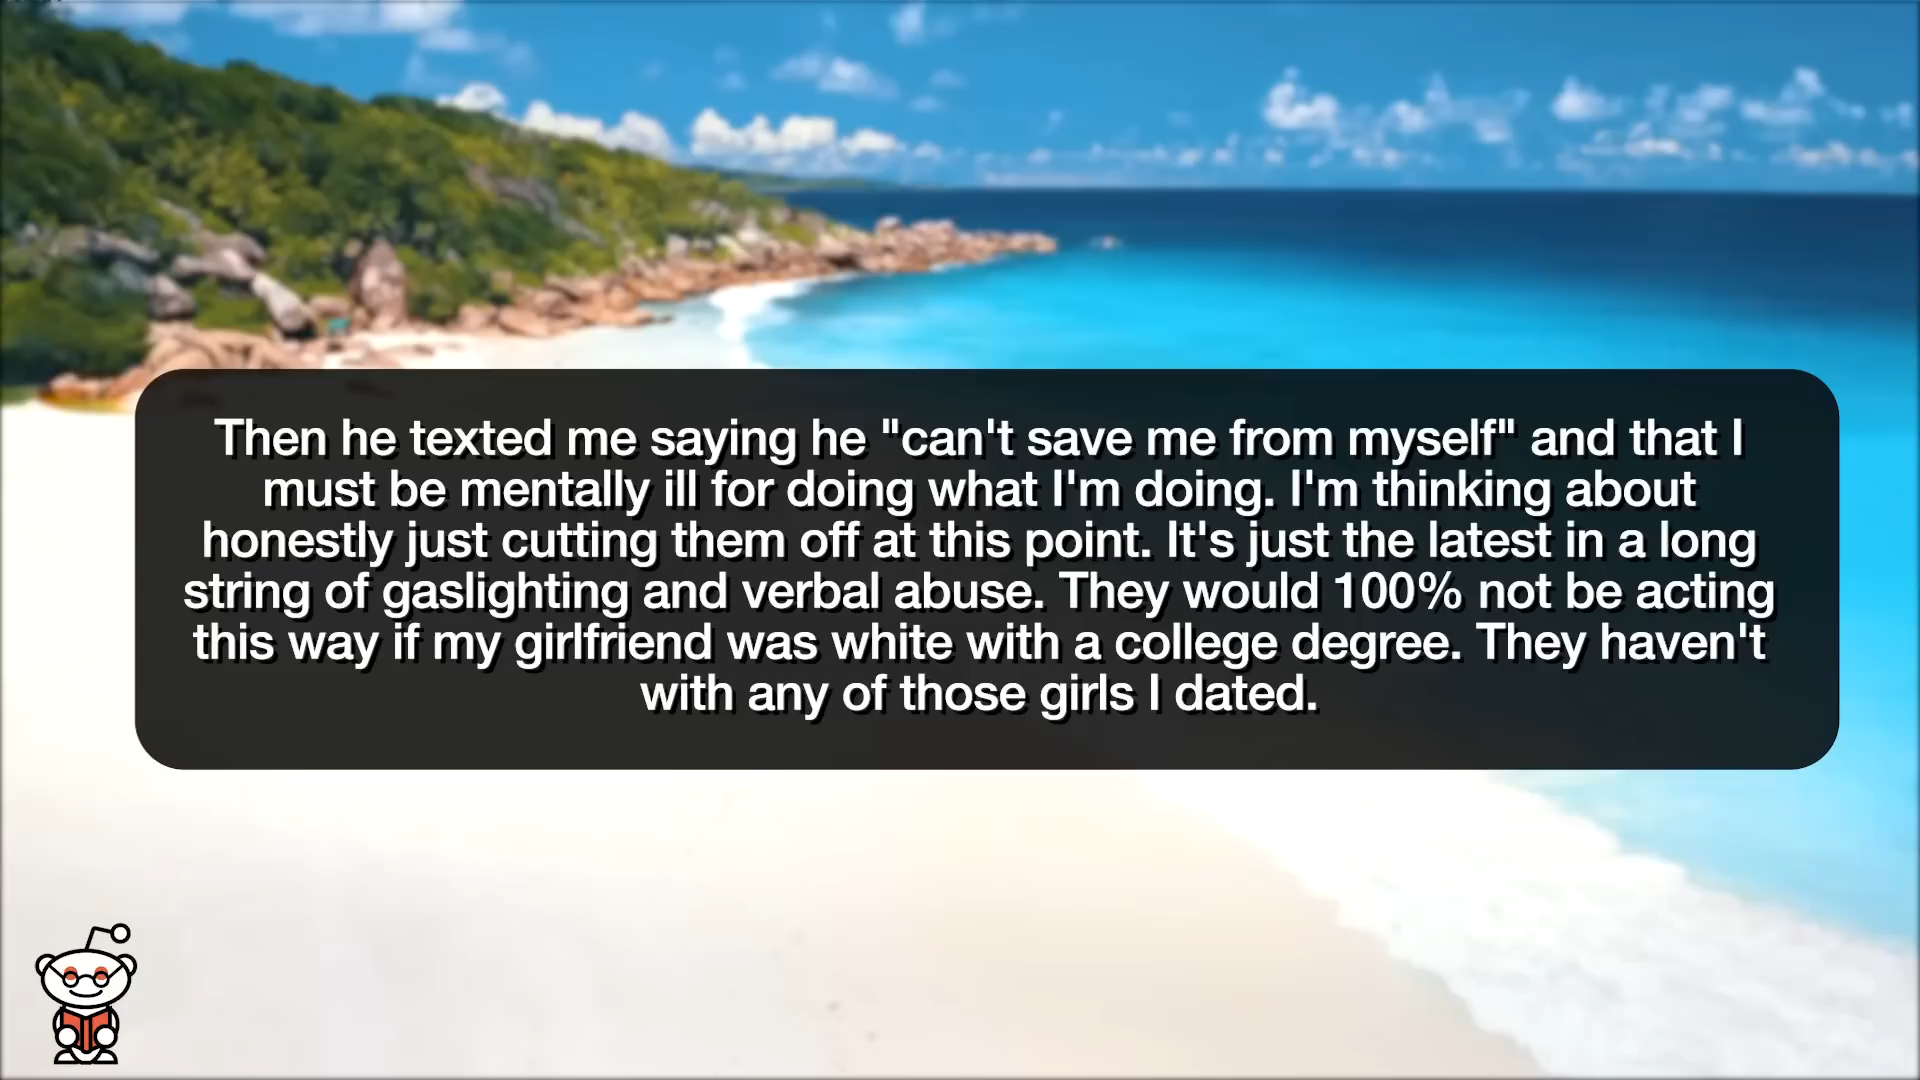 Then he texted me saying he "can't save me from myself" and that I
must be mentally ill for doing what I'm doing. I'm thinking about
honestly just cutting them off at this point. It's just the latest in a long
string of gaslighting and verbal abuse. They would 100% not be acting
this way if my girlfriend was white with a college degree. They haven't
with any of those girls I dated.